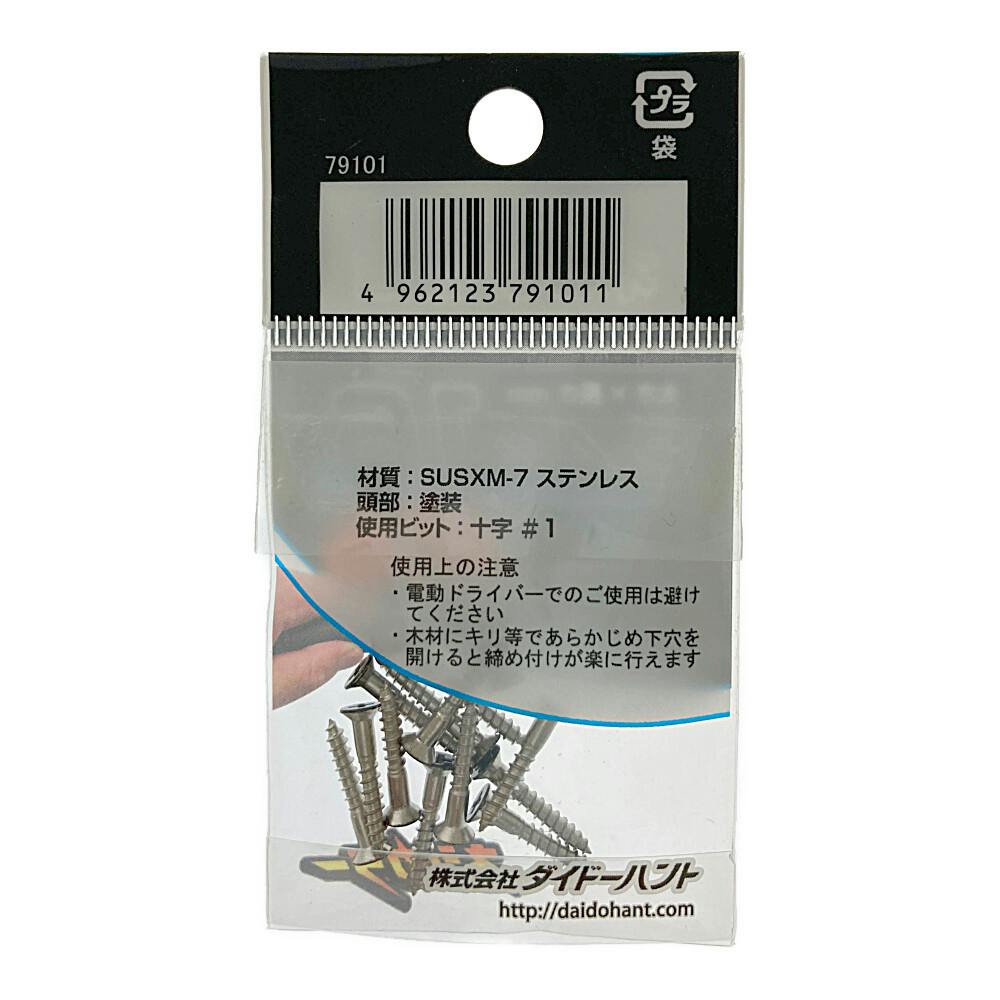 プラ
袋
79101
4 962123 791011
材質：SUSXM-7 ステンレス
頭部：塗装
使用ビット：十字 ＃1
使用上の注意
・電動ドライバーでのご使用は避け
てください
・木材にキリ等であらかじめ下穴を
開けると締め付けが楽に行えます
株式会社 ダイドーハント
http://daidohant.com